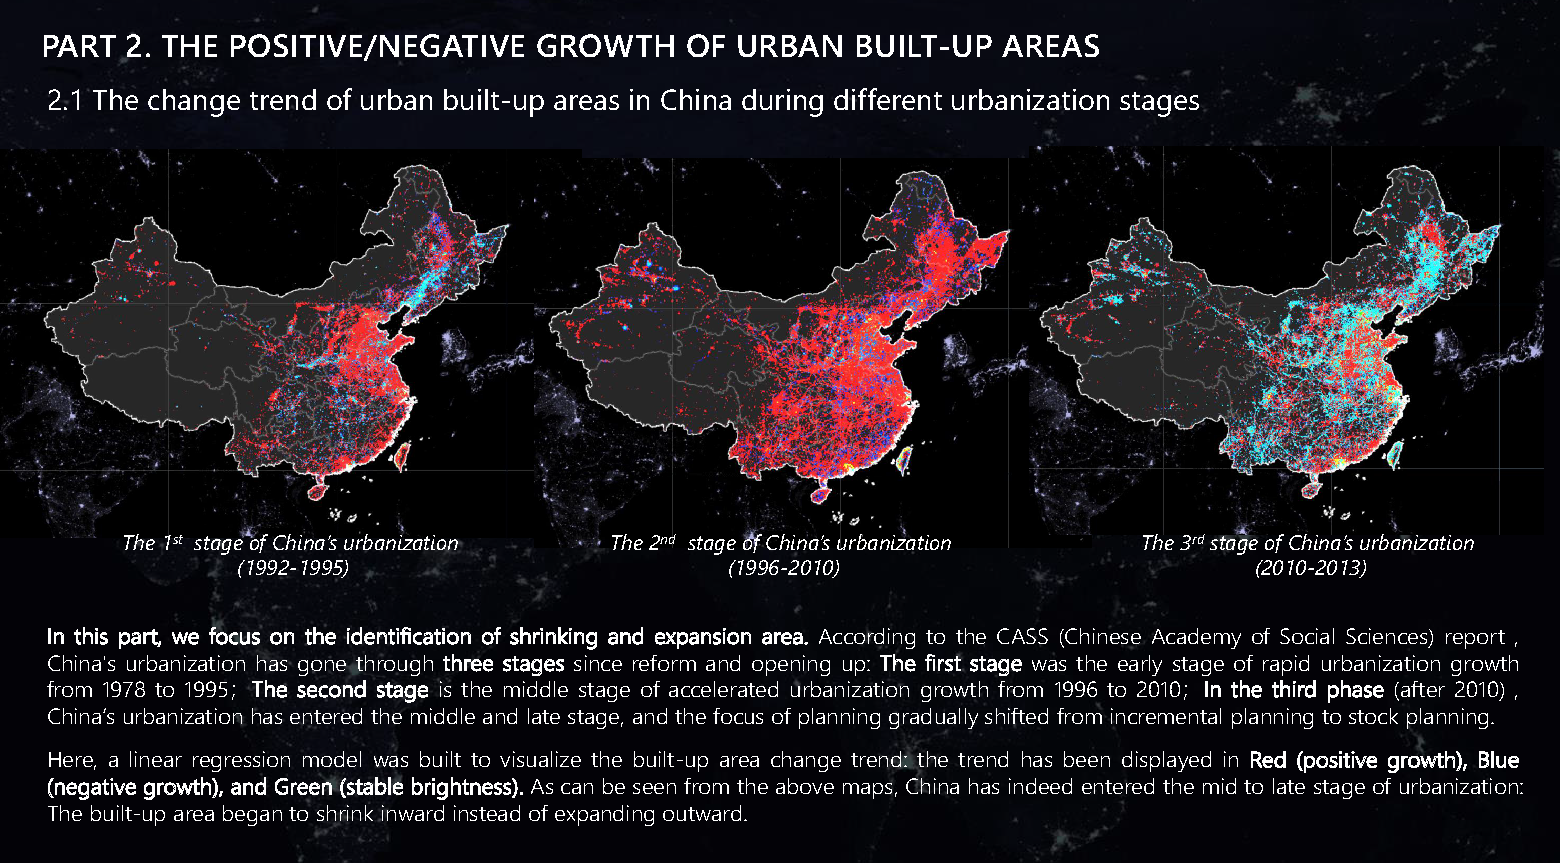 PART 2. THE POSITIVE/NEGATIVE GROWTH OF URBAN BUILT-UP AREAS
2.1 The change trend of urban built-up areas in China during different urbanization stages
The 1st stage of China's urbanization
(1992-1995)
The 2nd stage of China's urbanization
(1996-2010)
The 3rd stage of China's urbanization
(2010-2013)
In this part, we focus on the identification of shrinking and expansion area. According to the CASS (Chinese Academy of Social Sciences) report ,
China's urbanization has gone through three stages since reform and opening up: The first stage was the early stage of rapid urbanization growth
from 1978 to 1995; The second stage is the middle stage of accelerated urbanization growth from 1996 to 2010; In the third phase (after 2010) ,
China's urbanization has entered the middle and late stage, and the focus of planning gradually shifted from incremental planning to stock planning.
Here, a linear regression model was built to visualize the built-up area change trend: the trend has been displayed in Red (positive growth), Blue
(negative growth), and Green (stable brightness). As can be seen from the above maps, China has indeed entered the mid to late stage of urbanization:
The built-up area began to shrink inward instead of expanding outward.